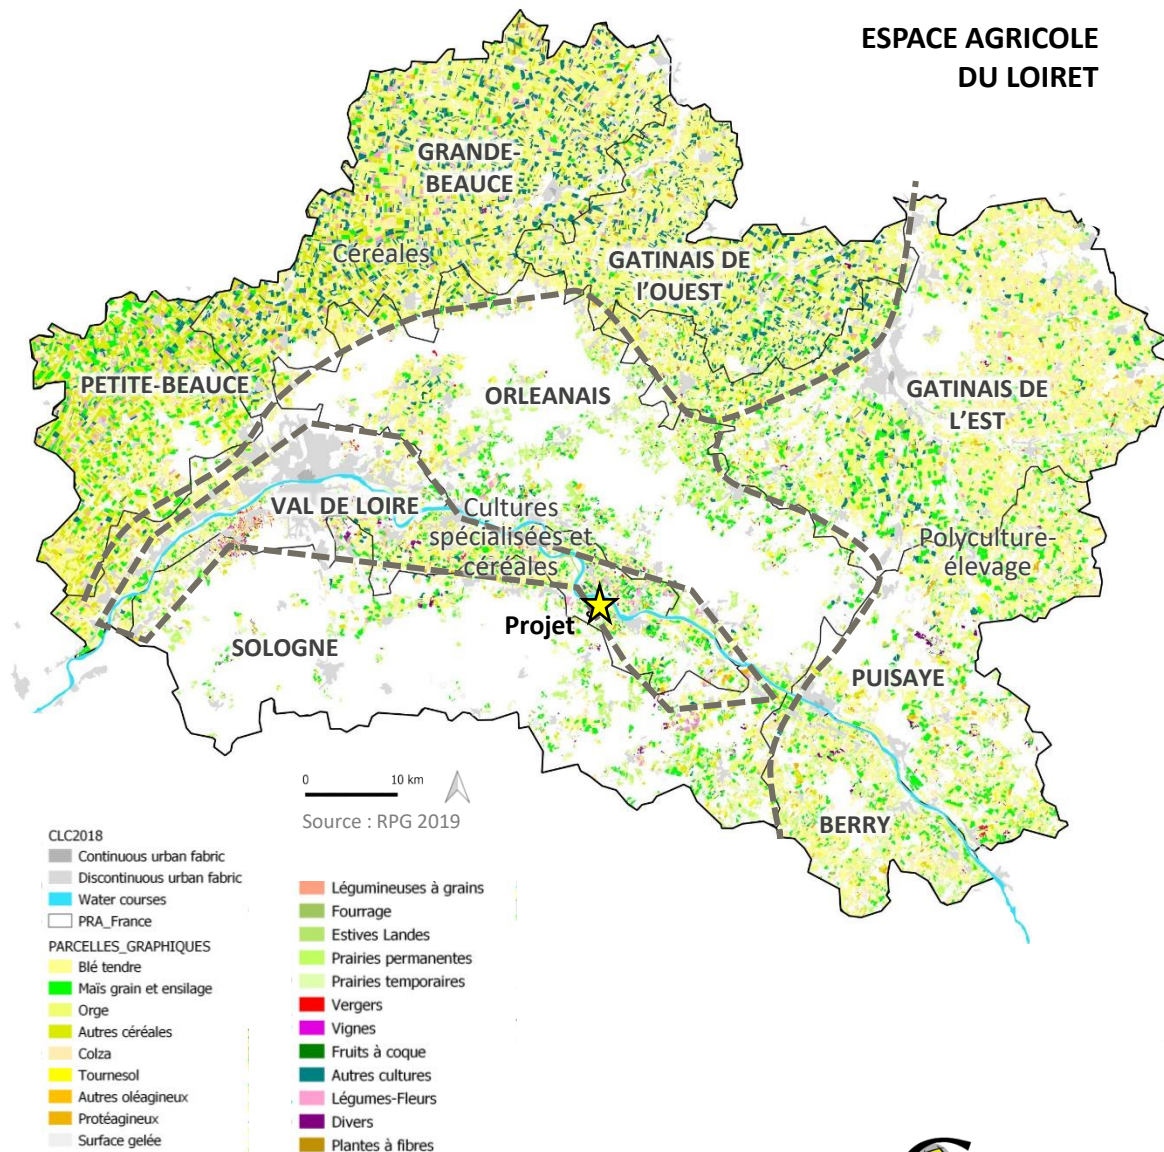 ESPACE AGRICOLE
DU LOIRET
GRANDE-
BEAUCE
Céréales
GATINAIS DE
l'OUEST
PETITE-BEAUCE
ORLEANAIS
GATINAIS DE
L'EST
VAL DE LOIRE
Cultures
spécialisées et
céréales
Polyculture-
élevage
Projet
SOLOGNE
PUISAYE
BERRY
0 10 km
Source : RPG 2019
CLC2018
Continuous urban fabric
Discontinuous urban fabric
Water courses
PRA_France
PARCELLES_GRAPHIQUES
Blé tendre
Maïs grain et ensilage
Orge
Autres céréales
Colza
Tournesol
Autres oléagineux
Protéagineux
Surface gelée
Légumineuses à grains
Fourrage
Estives Landes
Prairies permanentes
Prairies temporaires
Vergers
Vignes
Fruits à coque
Autres cultures
Légumes-Fleurs
Divers
Plantes à fibres